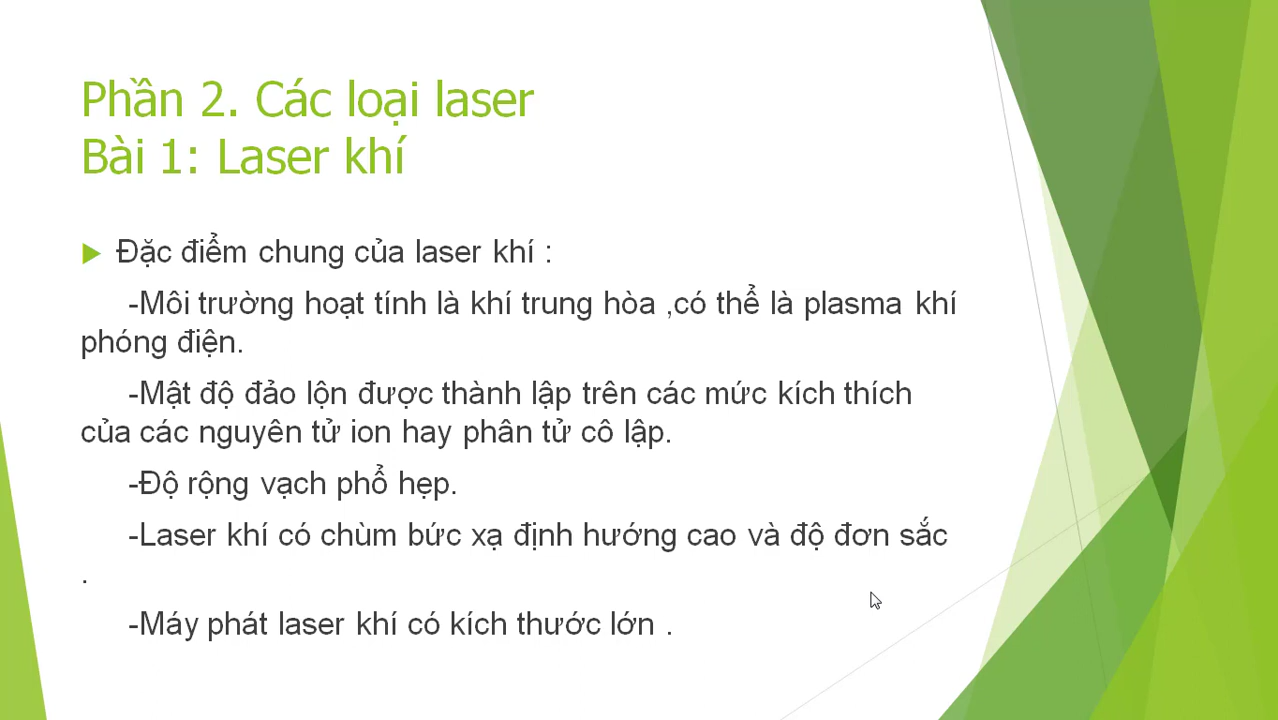 Phần 2. Các loại laser
Bài 1: Laser khí
Đặc điểm chung của laser khí :
-Môi trường hoạt tính là khí trung hòa ,có thể là plasma khí
phóng điện.
-Mật độ đảo lộn được thành lập trên các mức kích thích
của các nguyên tử ion hay phân tử cô lập.
-Độ rộng vạch phổ hẹp.
-Laser khí có chùm bức xạ định hướng cao và độ đơn sắc
.
-Máy phát laser khí có kích thước lớn .